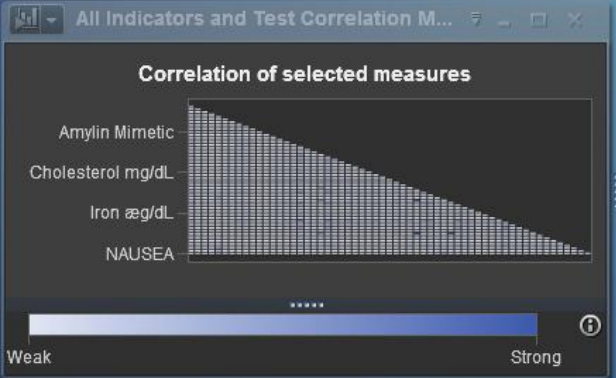 All Indicators and Test Correlation M...
Correlation of selected measures
Amylin Mimetic
Cholesterol mg/dL
Iron æg/dL
NAUSEA
Weak
Strong